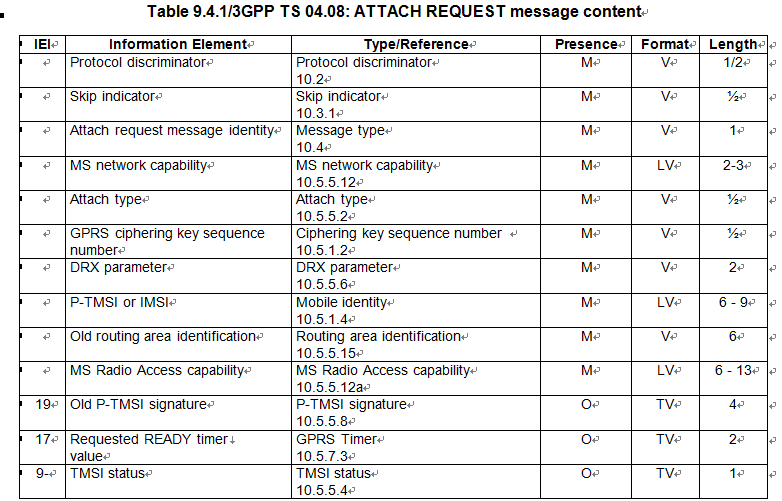 Table 9.4.1/3GPP TS 04.08: ATTACH REQUEST message content
IEI Information Element Type/Reference Presence Format Length
Protocol discriminator Protocol discriminator M V 1/2
10.2
Skip indicator Skip indicator M V ½
10.3.1
Attach request message identity Message type M V 1
10.4
MS network capability MS network capability M LV 2-3
10.5.5.12
Attach type Attach type M V ½
10.5.5.2
GPRS ciphering key sequence Ciphering key sequence number M V ½
number 10.5.1.2
DRX parameter DRX parameter M V 2
10.5.5.6
P-TMSI or IMSI Mobile identity M LV 6 - 9
10.5.1.4
Old routing area identification Routing area identification M V 6
10.5.5.15
MS Radio Access capability MS Radio Access capability M LV 6 - 13
10.5.5.12a
19 Old P-TMSI signature P-TMSI signature O TV 4
10.5.5.8
17 Requested READY timer GPRS Timer O TV 2
value 10.5.7.3
9- TMSI status TMSI status O TV 1
10.5.5.4